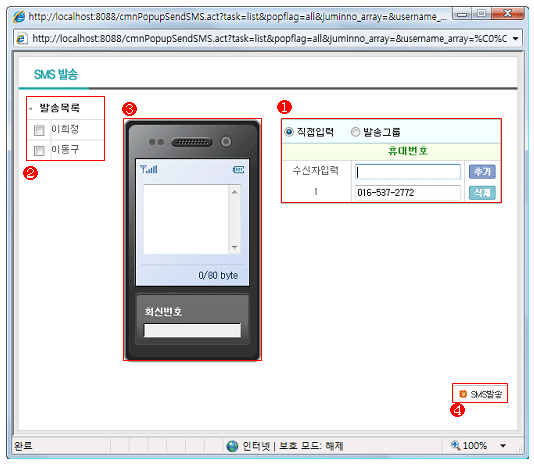 http://localhost:8088/cmnPopupSendSMS.act?task=list&popflag=all&juminno_array=&username_...
http://localhost:8088/cmnPopupSendSMS.act?task=list&popflag=all&juminno_array=&username_array=%C0%C
SMS 발송
발송목록
이희정
이동구
2
3
0/80 byte
회신번호
1
직접입력 발송그룹
휴대번호
수신자입력 추가
1 016-537-2772 삭제
SMS발송
4
완료 인터넷 | 보호 모드: 해제 100%